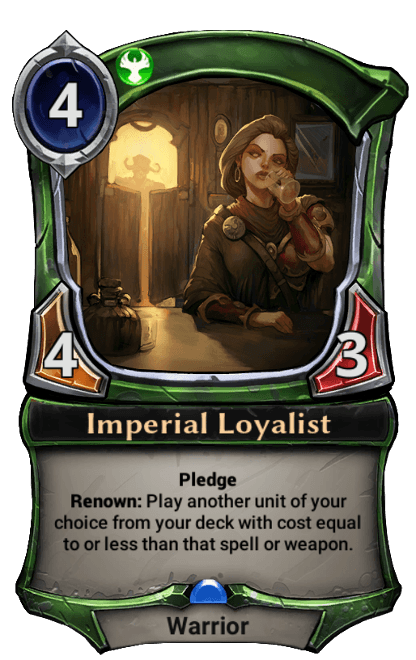 4
4
3
Imperial Loyalist
Pledge
Renown: Play another unit of your
choice from your deck with cost equal
to or less than that spell or weapon.
Warrior